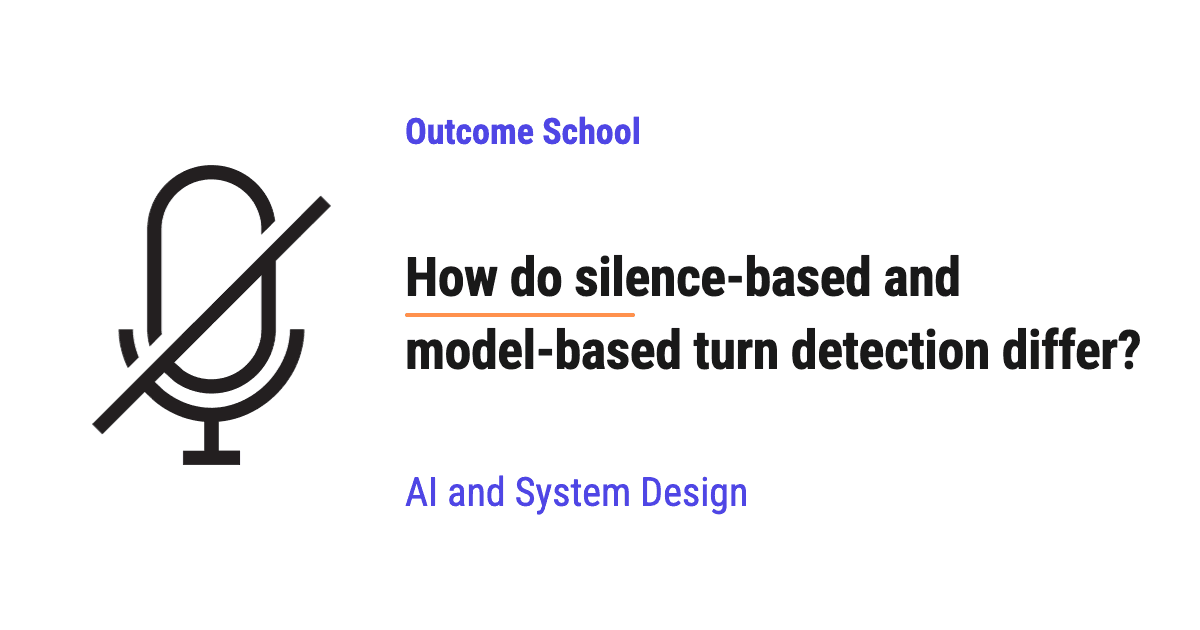 Outcome School
How do silence-based and
model-based turn detection differ?
AI and System Design